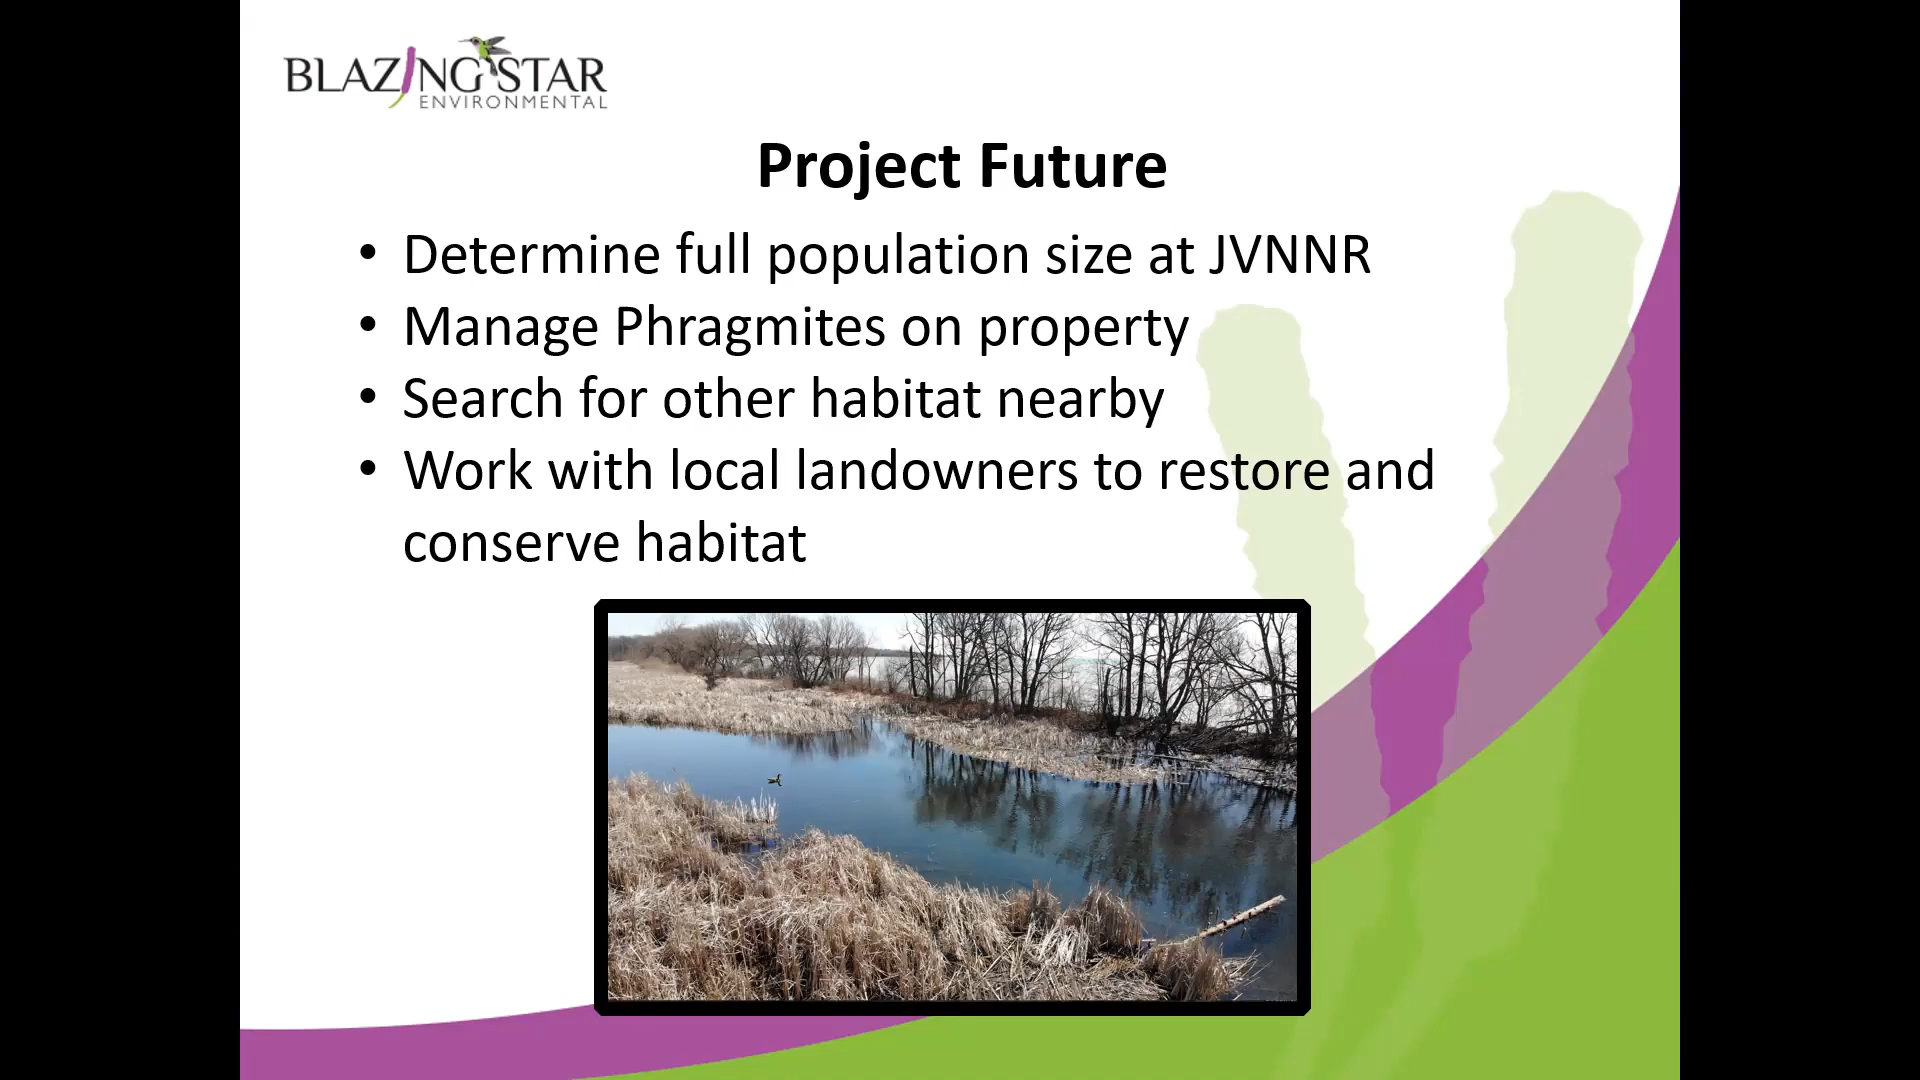 BLAZING STAR
ENVIRONMENTAL
Project Future
• Determine full population size at JVNNR
• Manage Phragmites on property
• Search for other habitat nearby
• Work with local landowners to restore and
conserve habitat